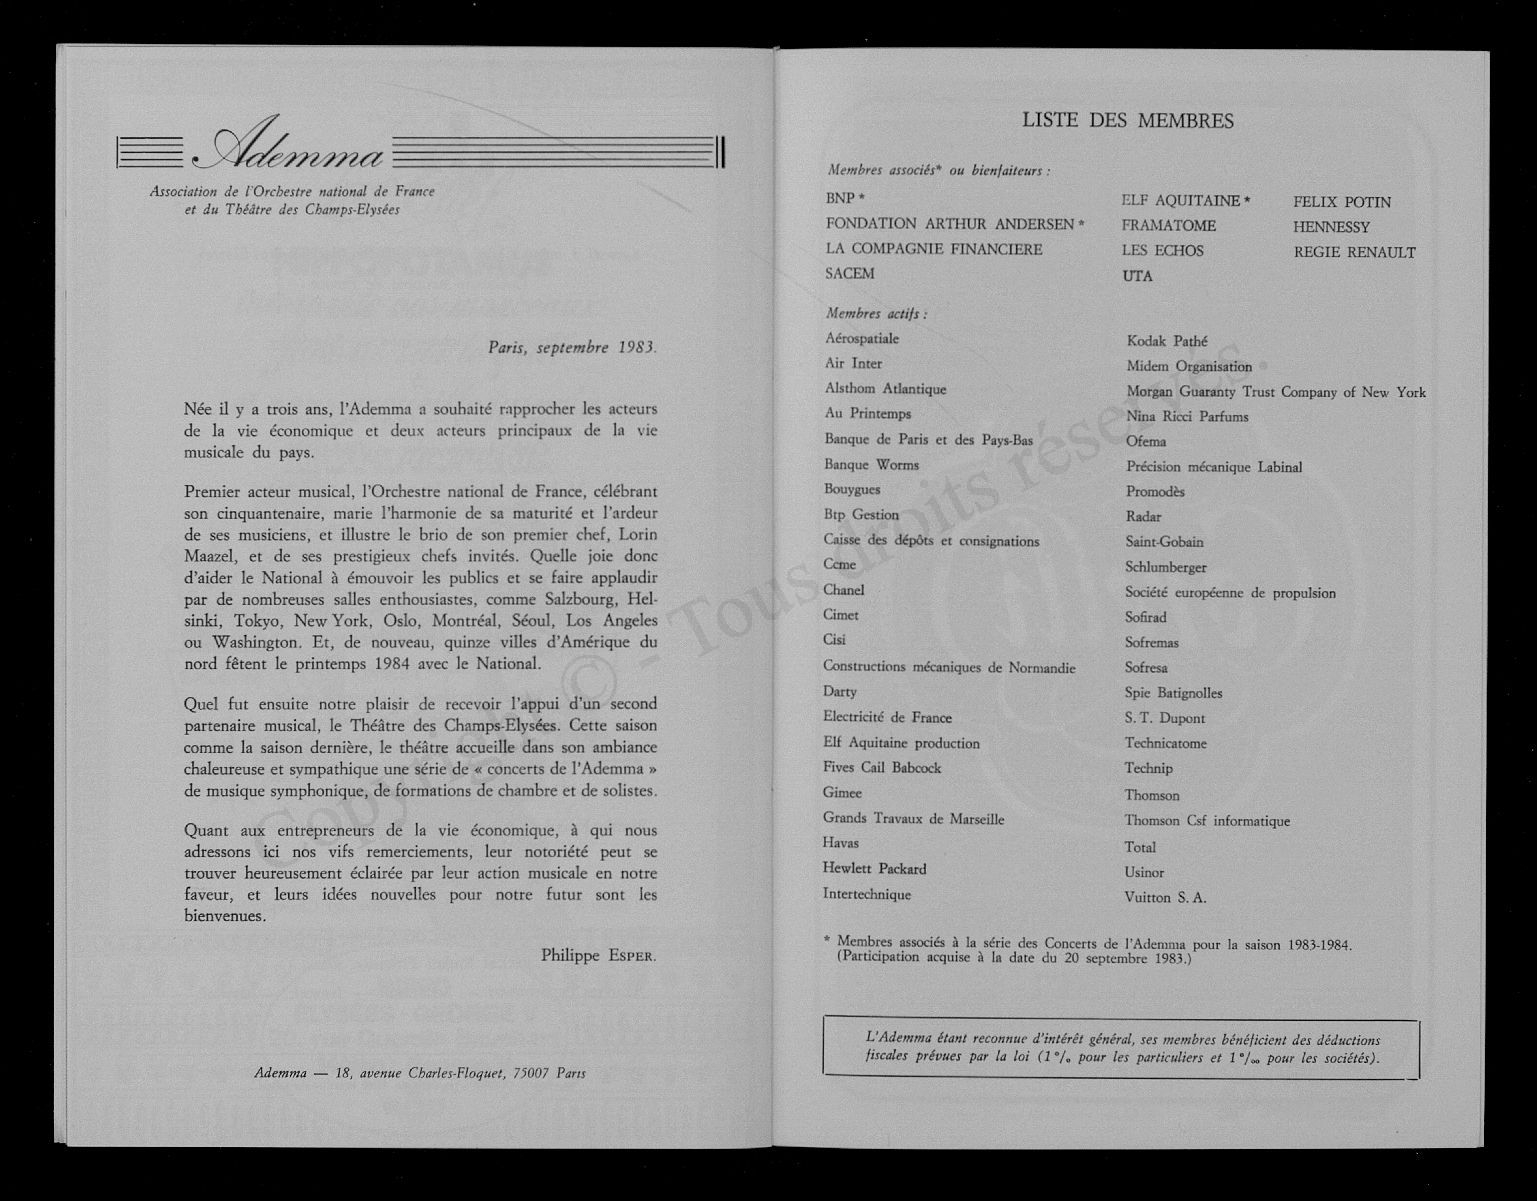 Ademma
Association de l'Orchestre national de France
et du Théâtre des Champs-Elysées
Paris, septembre 1983.
Née il y a trois ans, l'Ademma a souhaité rapprocher les acteurs
de la vie économique et deux acteurs principaux de la vie
musicale du pays.
Premier acteur musical, l'Orchestre national de France, célébrant
son cinquantenaire, marie l'harmonie de sa maturité et l'ardeur
de ses musiciens, et illustre le brio de son premier chef, Lorin
Maazel, et de ses prestigieux chefs invités. Quelle joie donc
d'aider le National à émouvoir les publics et se faire applaudir
par de nombreuses salles enthousiastes, comme Salzbourg, Hel-
sinki, Tokyo, New York, Oslo, Montréal, Séoul, Los Angeles
ou Washington. Et, de nouveau, quinze villes d'Amérique du
nord fêtent le printemps 1984 avec le National.
Quel fut ensuite notre plaisir de recevoir l'appui d'un second
partenaire musical, le Théâtre des Champs-Elysées. Cette saison
comme la saison dernière, le théâtre accueille dans son ambiance
chaleureuse et sympathique une série de « concerts de l'Ademma »
de musique symphonique, de formations de chambre et de solistes.
Quant aux entrepreneurs de la vie économique, à qui nous
adressons ici nos vifs remerciements, leur notoriété peut se
trouver heureusement éclairée par leur action musicale en notre
faveur, et leurs idées nouvelles pour notre futur sont les
bienvenues.
Philippe ESPER.
Ademma — 18, avenue Charles-Floquet, 75007 Paris
LISTE DES MEMBRES
Membres associés* ou bienfaiteurs :
BNP *
FONDATION ARTHUR ANDERSEN *
LA COMPAGNIE FINANCIERE
SACEM
ELF AQUITAINE *
FRAMATOME
LES ECHOS
UTA
FELIX POTIN
HENNESSY
REGIE RENAULT
Membres actifs :
Aérospatiale
Air Inter
Alsthom Atlantique
Au Printemps
Banque de Paris et des Pays-Bas
Banque Worms
Bouygues
Btp Gestion
Caisse des dépôts et consignations
Ccme
Chanel
Cimet
Cisi
Constructions mécaniques de Normandie
Darty
Electricité de France
Elf Aquitaine production
Fives Cail Babcock
Gimee
Grands Travaux de Marseille
Havas
Hewlett Packard
Intertechnique
Kodak Pathé
Midem Organisation
Morgan Guaranty Trust Company of New York
Nina Ricci Parfums
Ofema
Précision mécanique Labinal
Promodès
Radar
Saint-Gobain
Schlumberger
Société européenne de propulsion
Sofirad
Sofremas
Sofresa
Spie Batignolles
S. T. Dupont
Technicatome
Technip
Thomson
Thomson Csf informatique
Total
Usinor
Vuitton S. A.
* Membres associés à la série des Concerts de l'Ademma pour la saison 1983-1984.
(Participation acquise à la date du 20 septembre 1983.)
L'Ademma étant reconnue d'intérêt général, ses membres bénéficient des déductions
fiscales prévues par la loi (1 % pour les particuliers et 1 ‰ pour les sociétés).
Copyright © - Tous droits réservés.